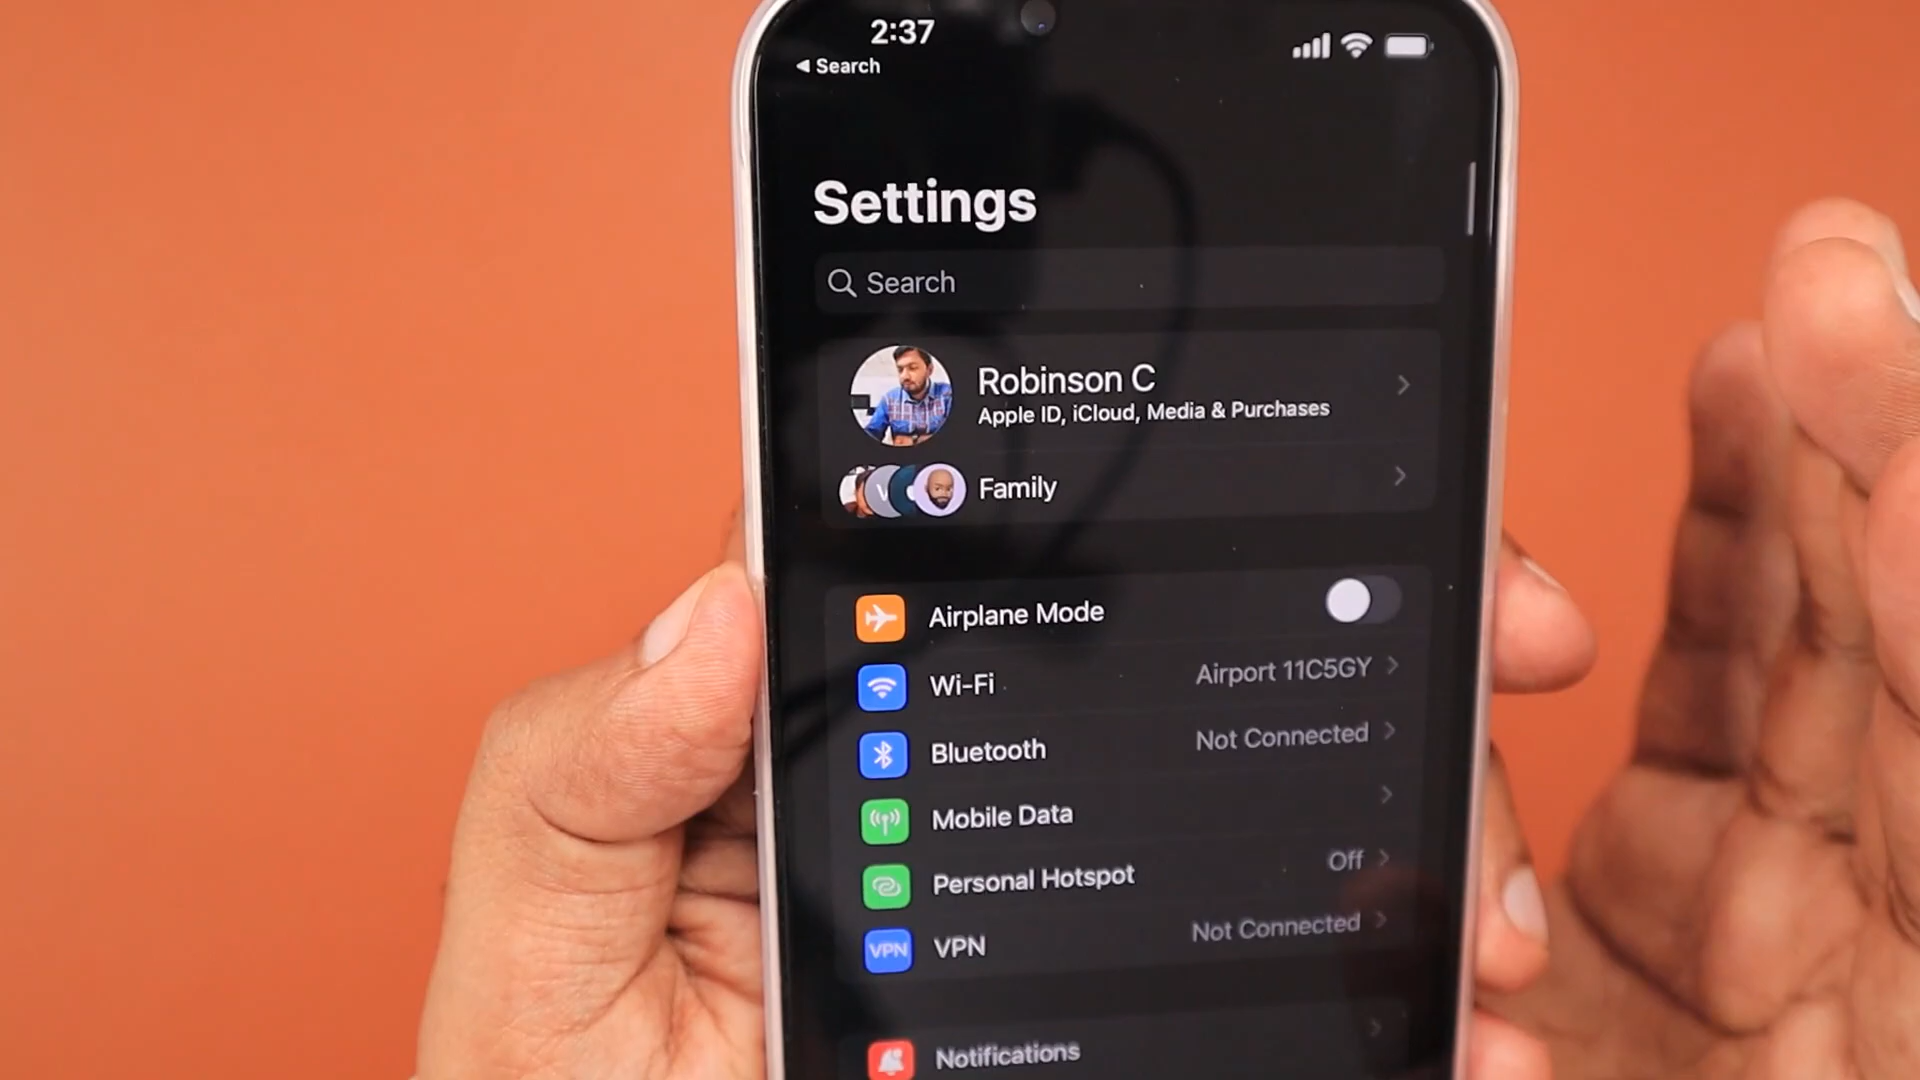 2:37
◀ Search
Settings
Search
Robinson C
Apple ID, iCloud, Media & Purchases
V
Family
Airplane Mode
Wi-Fi
Airport 11C5GY
Bluetooth
Not Connected
Mobile Data
Personal Hotspot
Off
VPN
VPN
Not Connected
Notifications